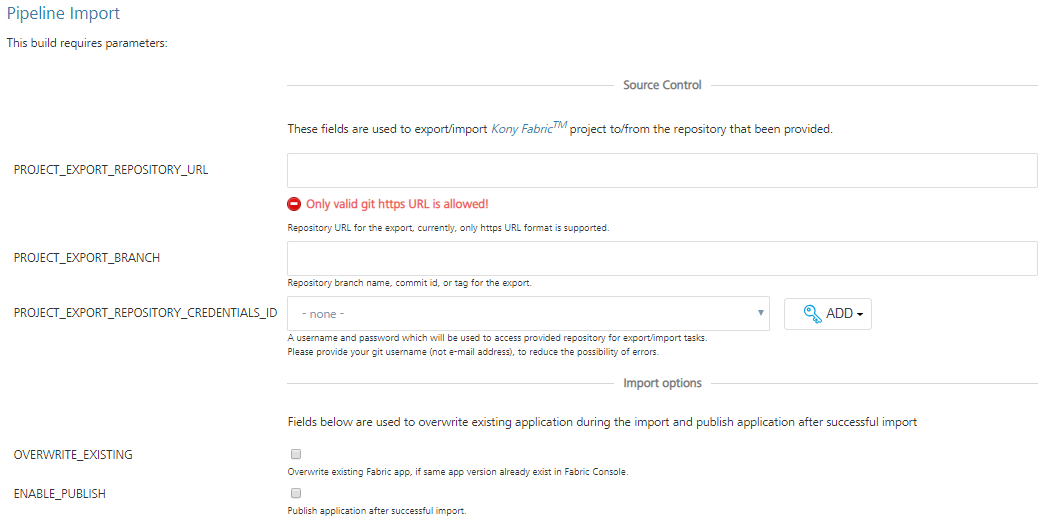 Pipeline Import
This build requires parameters:
Source Control
These fields are used to export/import Kony Fabric™ project to/from the repository that been provided.
PROJECT_EXPORT_REPOSITORY_URL
Only valid git https URL is allowed!
Repository URL for the export, currently, only https URL format is supported.
PROJECT_EXPORT_BRANCH
Repository branch name, commit id, or tag for the export.
PROJECT_EXPORT_REPOSITORY_CREDENTIALS_ID
- none -
ADD
A username and password which will be used to access provided repository for export/import tasks.
Please provide your git username (not e-mail address), to reduce the possibility of errors.
Import options
Fields below are used to overwrite existing application during the import and publish application after successful import
OVERWRITE_EXISTING
Overwrite existing Fabric app, if same app version already exist in Fabric Console.
ENABLE_PUBLISH
Publish application after successful import.